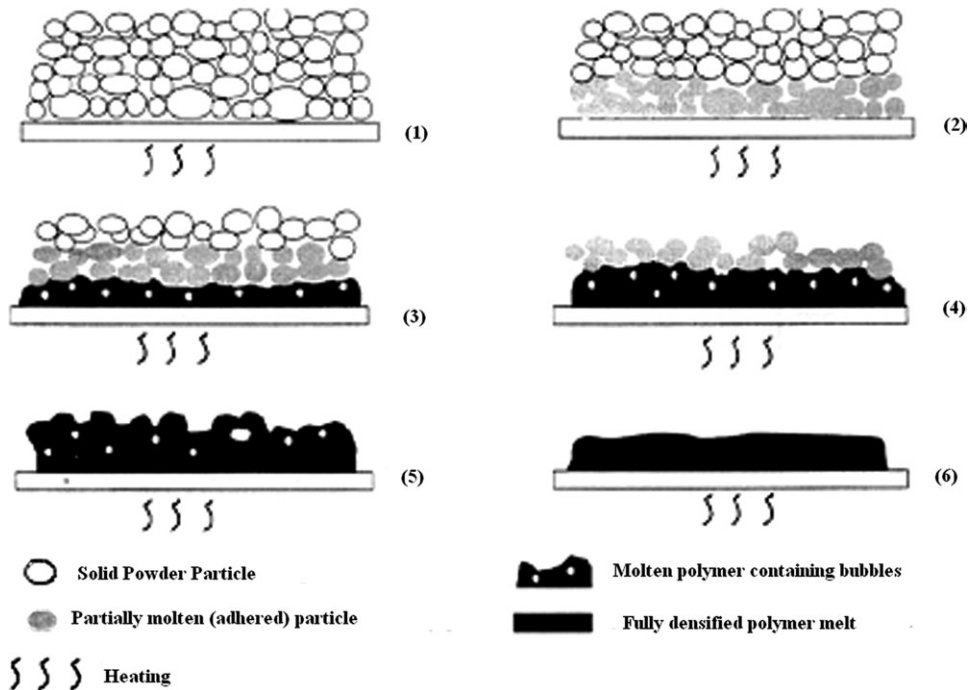 (1)
(2)
(3)
(4)
(5)
(6)
Solid Powder Particle
Molten polymer containing bubbles
Partially molten (adhered) particle
Fully densified polymer melt
Heating